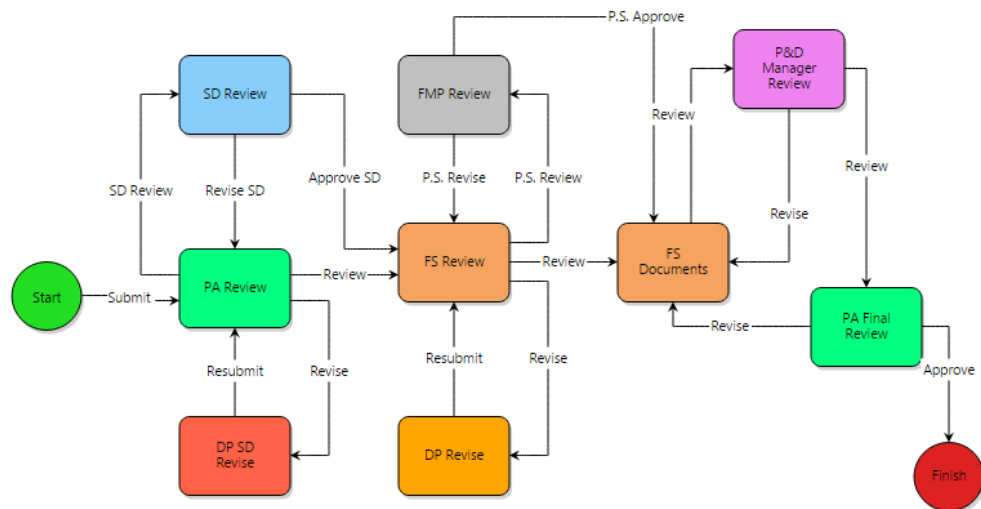 P.S. Approve
P&D
Manager
Review
SD Review
FMP Review
Review
Review
SD Review
Revise SD
Approve SD
P.S. Revise
P.S. Review
Revise
FS Review
FS
Documents
PA Review
Review
Review
Start
Submit
PA Final
Review
Revise
Resubmit
Revise
Resubmit
Revise
Approve
DP SD
Revise
DP Revise
Finish